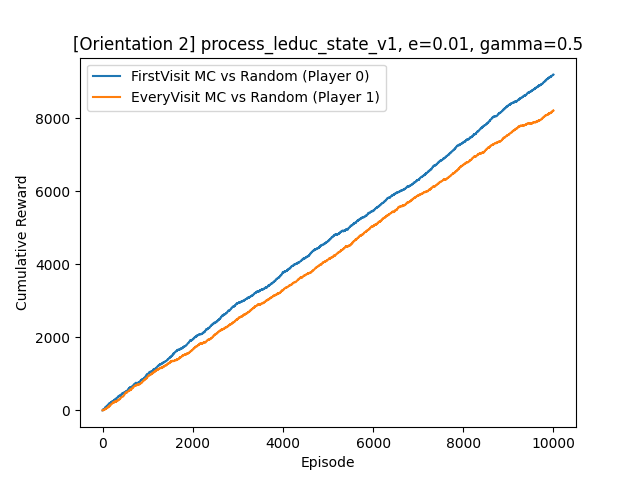 [Orientation 2] process_leduc_state_v1, e=0.01, gamma=0.5
FirstVisit MC vs Random (Player 0)
EveryVisit MC vs Random (Player 1)
Cumulative Reward
8000
6000
4000
2000
0
0 2000 4000 6000 8000 10000
Episode